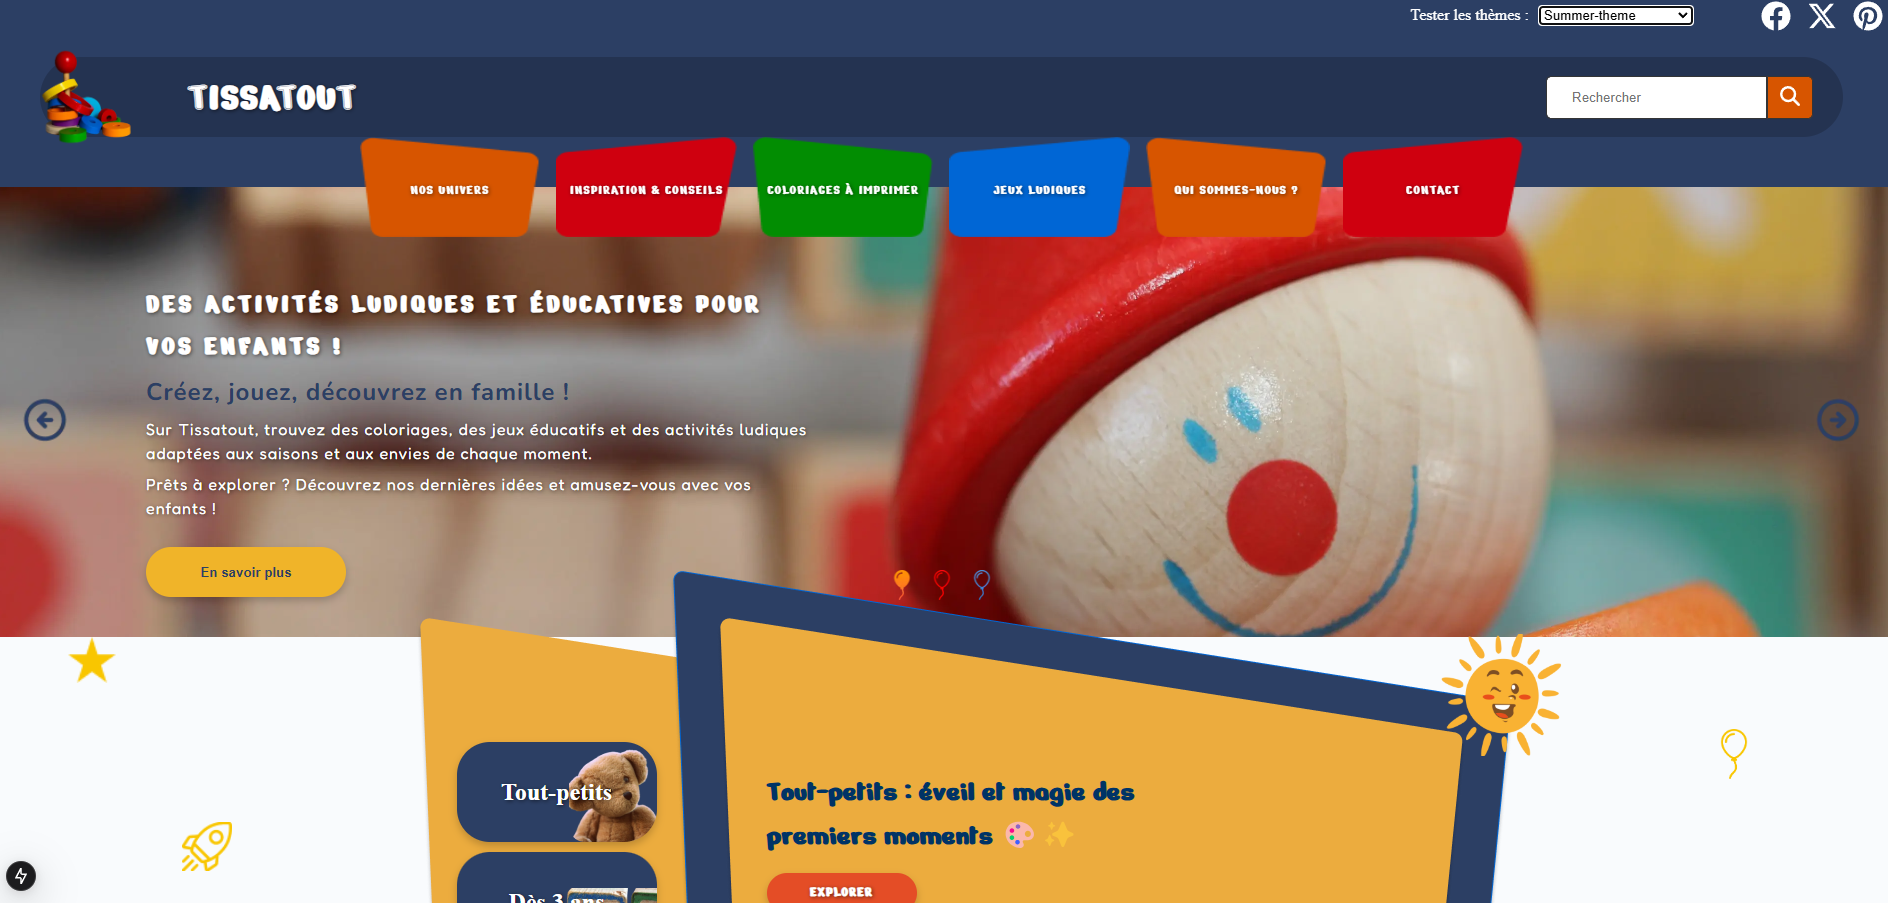 Tester les thèmes :
Summer-theme
TISSATOUT
Rechercher
NOS UNIVERS
INSPIRATION & CONSEILS
COLORIAGES À IMPRIMER
JEUX LUDIQUES
QUI SOMMES-NOUS ?
CONTACT
DES ACTIVITÉS LUDIQUES ET ÉDUCATIVES POUR
VOS ENFANTS !
Créez, jouez, découvrez en famille !
Sur Tissatout, trouvez des coloriages, des jeux éducatifs et des activités ludiques
adaptées aux saisons et aux envies de chaque moment.
Prêts à explorer ? Découvrez nos dernières idées et amusez-vous avec vos
enfants !
En savoir plus
Tout-petits
Dès 3 ans
Tout-petits : éveil et magie des
premiers moments 🎨 ✨
EXPLORER